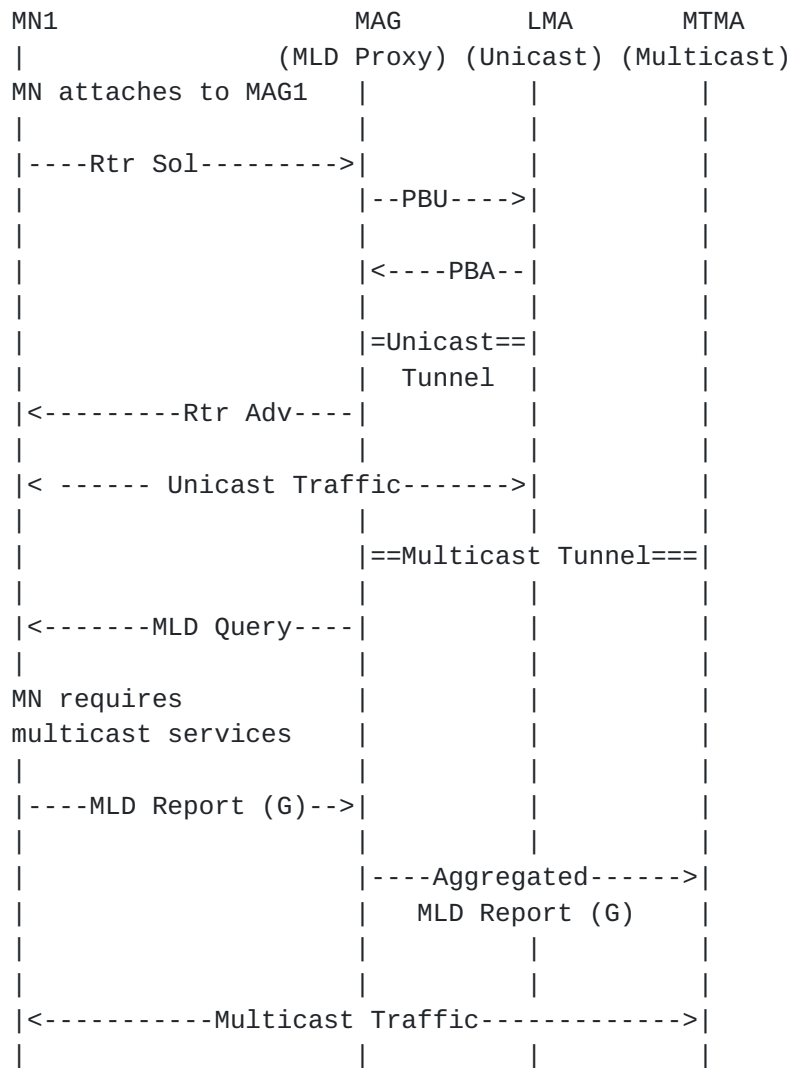 MN1                   MAG        LMA       MTMA
|                (MLD Proxy) (Unicast) (Multicast)
MN attaches to MAG1   |          |          |
|                     |          |          |
|----Rtr Sol--------->|          |          |
|                     |--PBU---->|          |
|                     |          |          |
|                     |<----PBA--|          |
|                     |          |          |
|                     |=Unicast==|          |
|                     |  Tunnel  |          |
|<---------Rtr Adv----|          |          |
|                     |          |          |
|< ------ Unicast Traffic------->|          |
|                     |          |          |
|                     |==Multicast Tunnel===|
|                     |          |          |
|<-------MLD Query----|          |          |
|                     |          |          |
MN requires           |          |          |
multicast services    |          |          |
|                     |          |          |
|----MLD Report (G)-->|          |          |
|                     |          |          |
|                     |----Aggregated------>|
|                     |   MLD Report (G)    |
|                     |          |          |
|                     |          |          |
|<-----------Multicast Traffic------------->|
|                     |          |          |